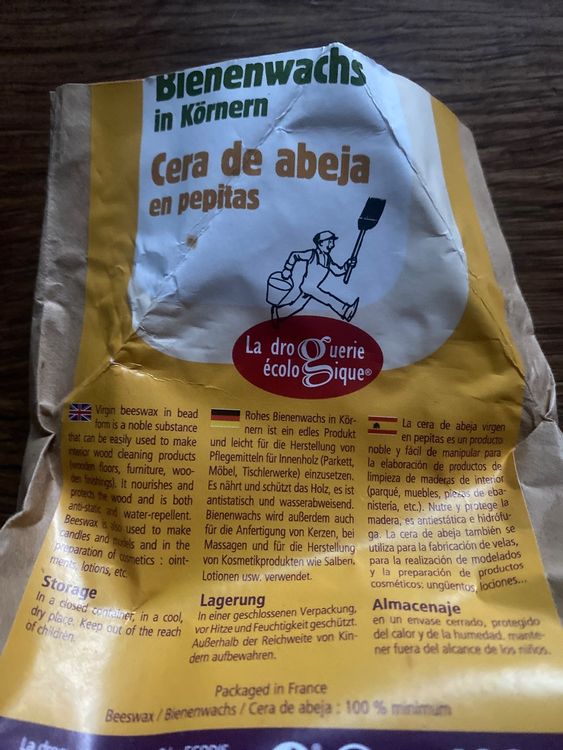 Bienenwachs
in Körnern
Cera de abeja
en pepitas
La droguerie
écologique®
Virgin beeswax in bead
form is a noble substance
that can be easily used to make
interior wood cleaning products
(wooden floors, furniture, woo-
den finishings). It nourishes and
protects the wood and is both
anti-static and water-repellent.
Beeswax is also used to make
candles and models and in the
preparation of cosmetics : oint-
ments, lotions, etc.
Storage
In a closed container, in a cool,
dry place. Keep out of the reach
of children.
Rohes Bienenwachs in Kör-
nern ist ein edles Produkt
und leicht für die Herstellung von
Pflegemitteln für Innenholz (Parkett,
Möbel, Tischlerwerke) einzusetzen.
Es nährt und schützt das Holz, es ist
antistatisch und wasserabweisend.
Bienenwachs wird außerdem auch
für die Anfertigung von Kerzen, bei
Massagen und für die Herstellung
von Kosmetikprodukten wie Salben,
Lotionen usw. verwendet.
Lagerung
In einer geschlossenen Verpackung,
vor Hitze und Feuchtigkeit geschützt.
Außerhalb der Reichweite von Kin-
dern aufbewahren.
La cera de abeja virgen
en pepitas es un producto
noble y fácil de manipular para
la elaboración de productos de
limpieza de maderas de interior
(parqué, muebles, piezas de eba-
nistería, etc.). Nutre y protege la
madera, es antiestática e hidrófu-
ga. La cera de abeja también se
utiliza para la fabricación de velas,
para la realización de modelados
y la preparación de productos
cosméticos: ungüentos, lociones...
Almacenaje
en un envase cerrado, protegido
del calor y de la humedad. mante-
ner fuera del alcance de los niños.
Packaged in France
Beeswax / Bienenwachs / Cera de abeja : 100 % minimum